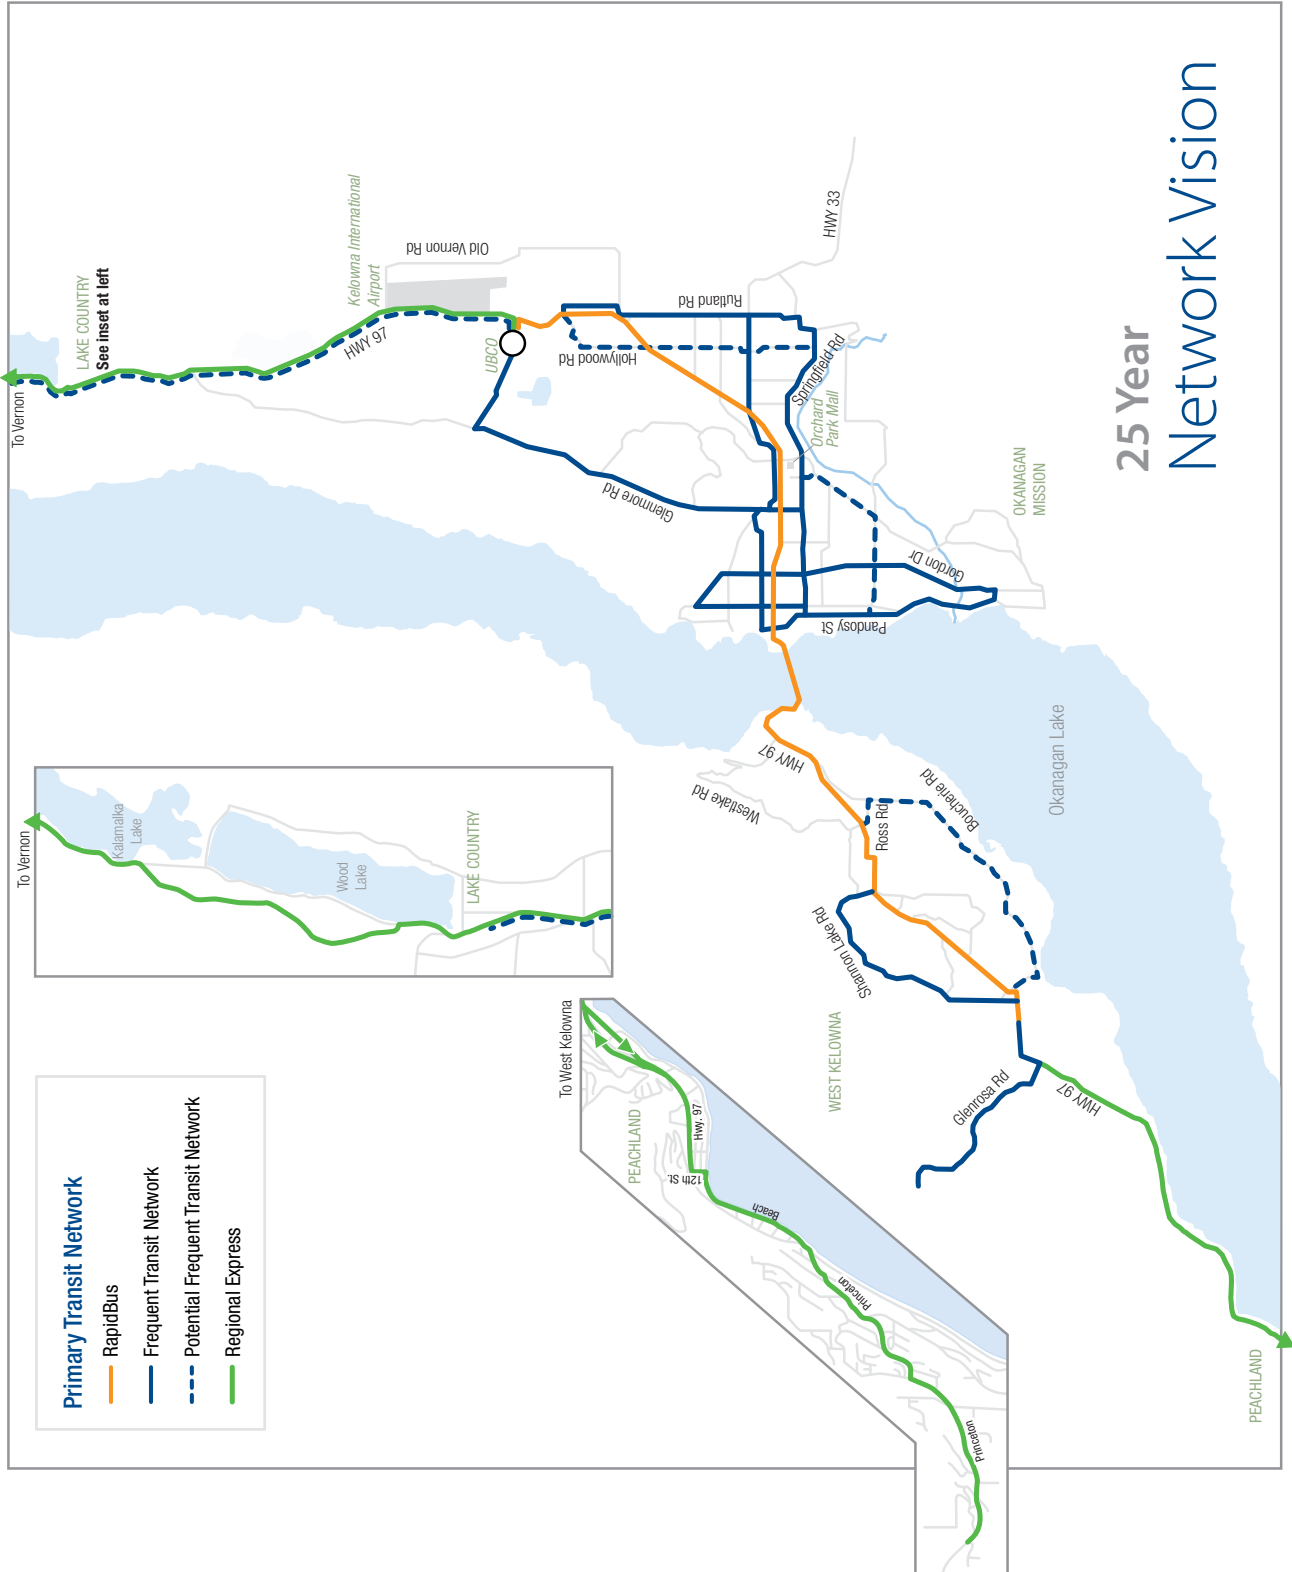 25 Year
Network Vision
Primary Transit Network
RapidBus
Frequent Transit Network
Potential Frequent Transit Network
Regional Express
To Vernon
Kalamalka
Lake
Wood
Lake
LAKE COUNTRY
To Vernon
LAKE COUNTRY
See inset at left
HWY 97
Kelowna International
Airport
Old Vernon Rd
UBCO
Hollywood Rd
Rutland Rd
HWY 33
Springfield Rd
Orchard
Park Mall
Glenmore Rd
OKANAGAN
MISSION
Gordon Dr
Pandosy St
Okanagan Lake
HWY 97
Westlake Rd
Ross Rd
Boucherie Rd
Shannon Lake Rd
WEST KELOWNA
Glenrosa Rd
HWY 97
PEACHLAND
To West Kelowna
PEACHLAND
Hwy. 97
12th St.
Beach
Princeton
Princeton